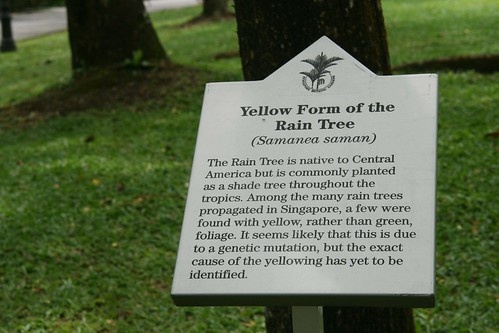 Yellow Form of the
Rain Tree
(Samanea saman)
The Rain Tree is native to Central
America but is commonly planted
as a shade tree throughout the
tropics. Among the many rain trees
propagated in Singapore, a few were
found with yellow, rather than green,
foliage. It seems likely that this is due
to a genetic mutation, but the exact
cause of the yellowing has yet to be
identified.